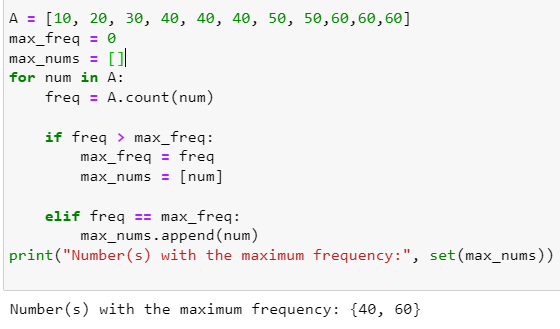 A = [10, 20, 30, 40, 40, 40, 50, 50,60,60,60]
max_freq = 0
max_nums = []
for num in A:
    freq = A.count(num)
    if freq > max_freq:
        max_freq = freq
        max_nums = [num]
    elif freq == max_freq:
        max_nums.append(num)
print("Number(s) with the maximum frequency:", set(max_nums))
Number(s) with the maximum frequency: {40, 60}